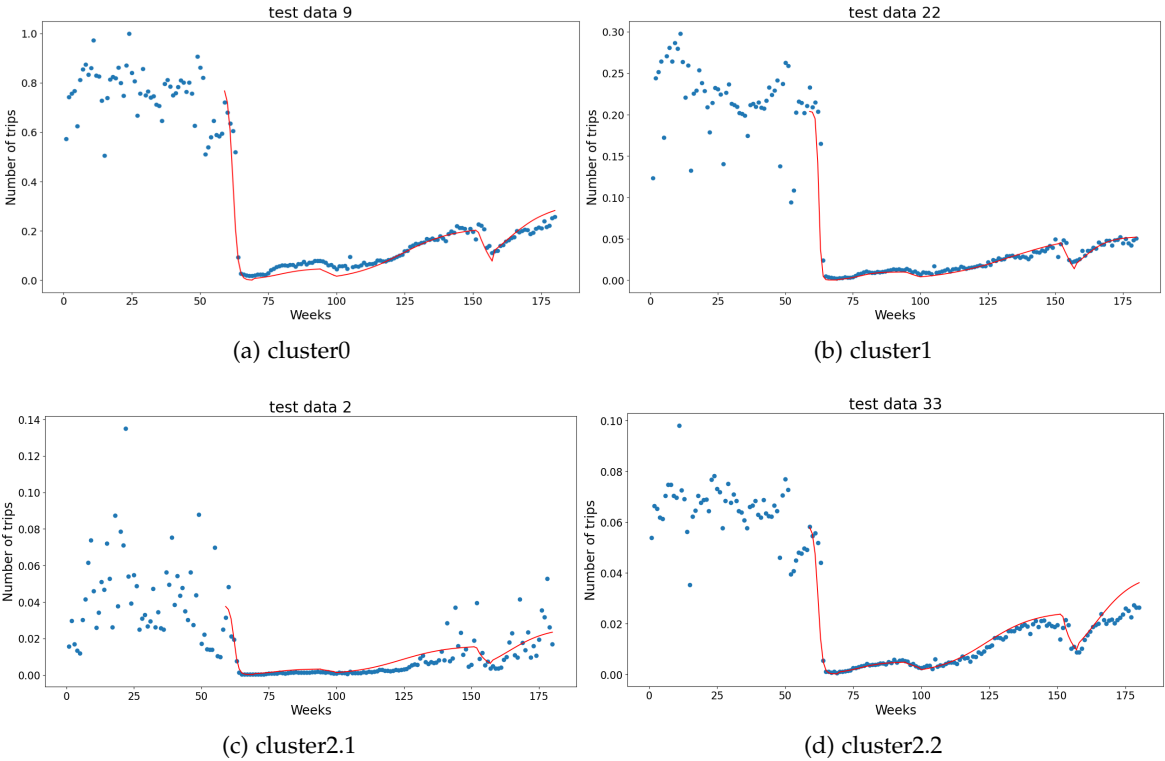 test data 9
1.0
0.8
0.6
0.4
0.2
0.0
Number of trips
0 25 50 75 100 125 150 175
Weeks
(a) cluster0
test data 22
0.30
0.25
0.20
0.15
0.10
0.05
0.00
Number of trips
0 25 50 75 100 125 150 175
Weeks
(b) cluster1
test data 2
0.14
0.12
0.10
0.08
0.06
0.04
0.02
0.00
Number of trips
0 25 50 75 100 125 150 175
Weeks
(c) cluster2.1
test data 33
0.10
0.08
0.06
0.04
0.02
0.00
Number of trips
0 25 50 75 100 125 150 175
Weeks
(d) cluster2.2